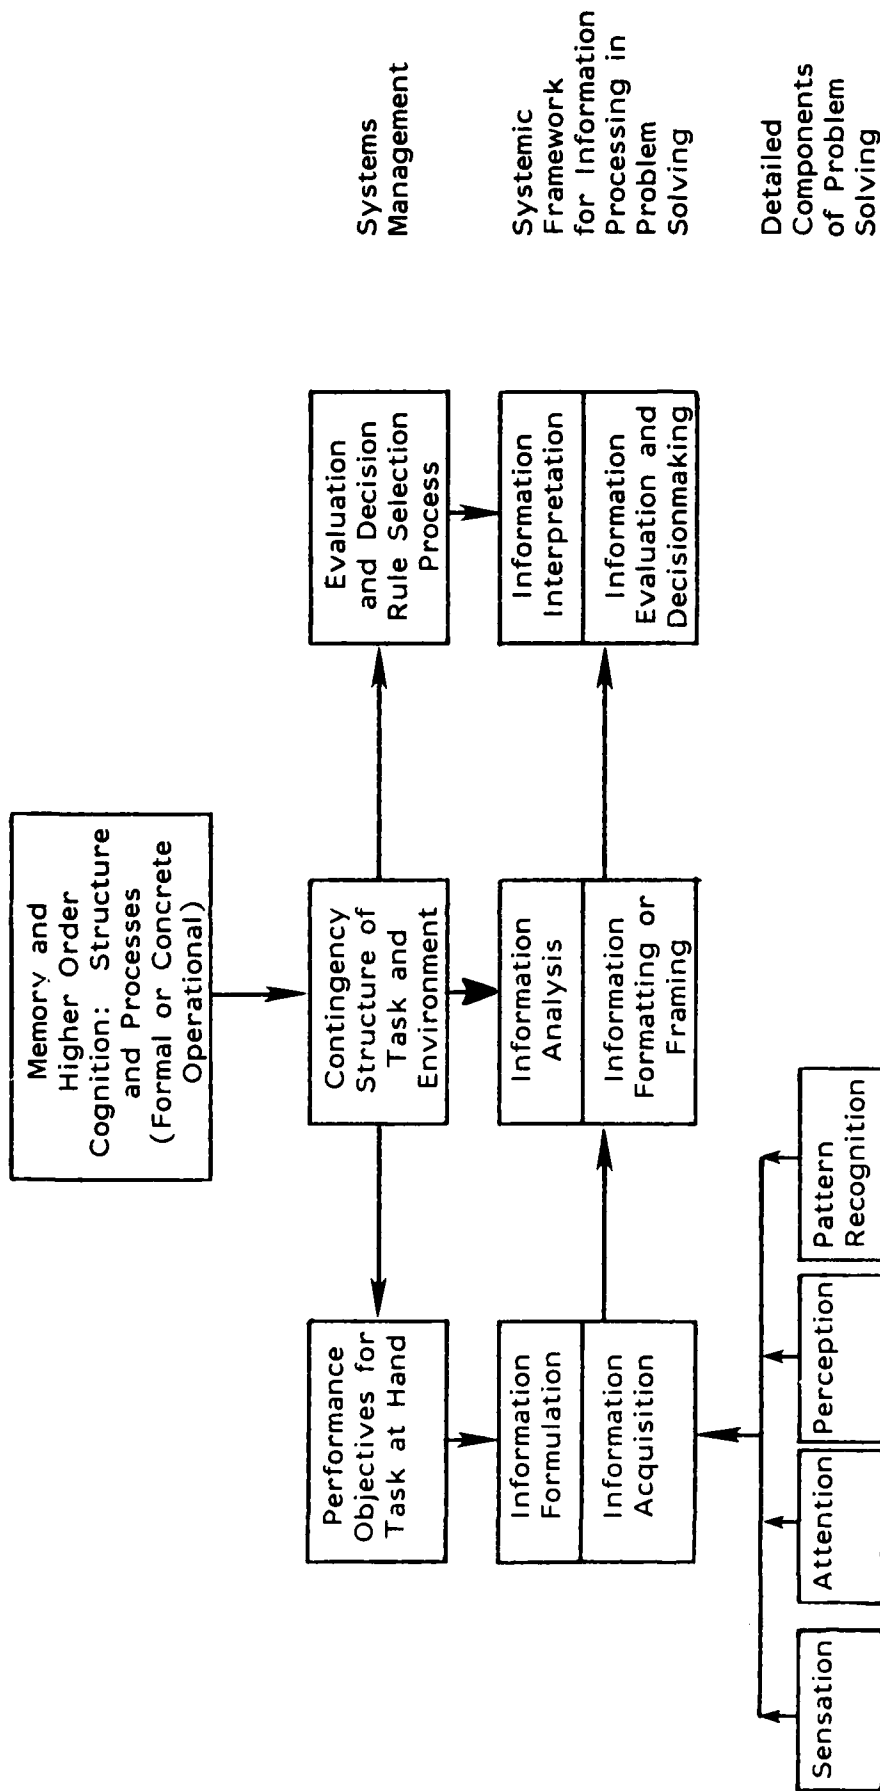 Memory and
Higher Order
Cognition: Structure
and Processes
(Formal or Concrete
Operational)
Performance
Objectives for
Task at Hand
Contingency
Structure of
Task and
Environment
Evaluation
and Decision
Rule Selection
Process
Systems
Management
Information
Formulation
Information
Acquisition
Information
Analysis
Information
Formatting or
Framing
Information
Interpretation
Information
Evaluation and
Decisionmaking
Systemic
Framework
for Information
Processing in
Problem
Solving
Sensation
Attention
Perception
Pattern
Recognition
Detailed
Components
of Problem
Solving